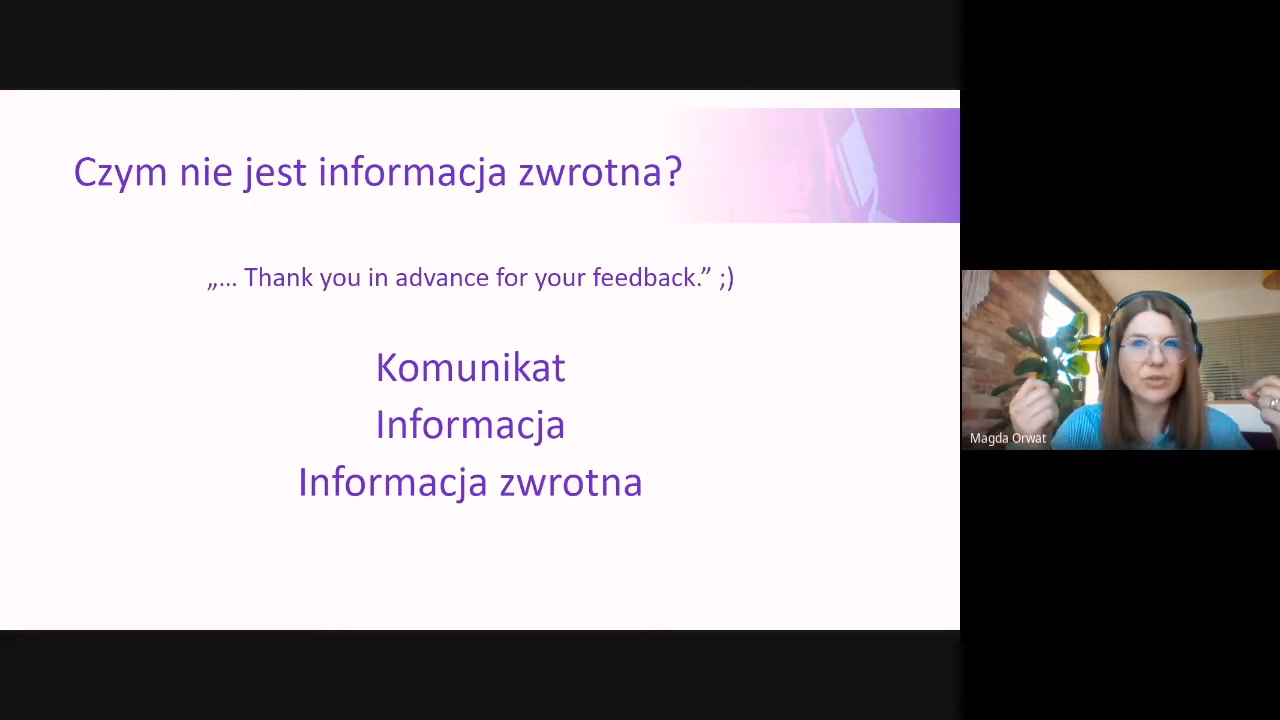 Czym nie jest informacja zwrotna?
„... Thank you in advance for your feedback.” ;)
Komunikat
Informacja
Informacja zwrotna
Magda Orwat